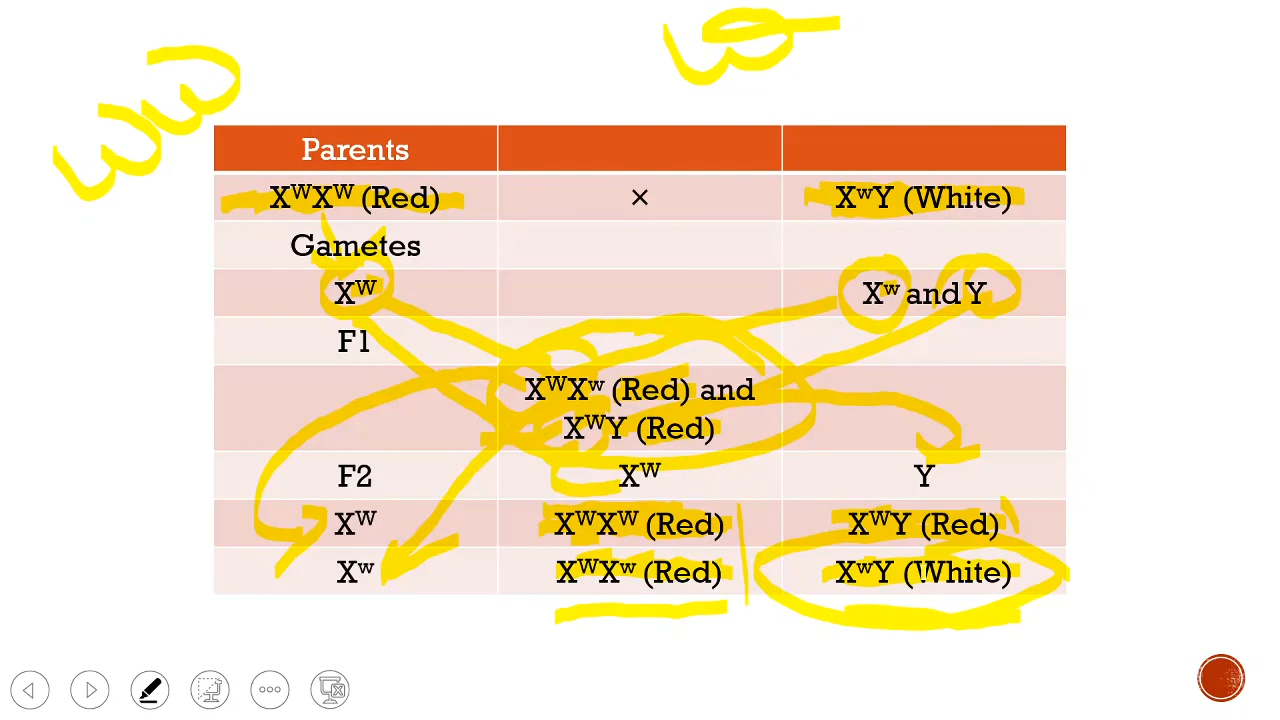 ww
w
Parents
XᵂXᵂ (Red) × XʷY (White)
Gametes
Xᵂ Xʷ and Y
F1
XᵂXʷ (Red) and
XᵂY (Red)
F2 Xᵂ Y
Xᵂ XᵂXᵂ (Red) XᵂY (Red)
Xʷ XᵂXʷ (Red) XʷY (White)